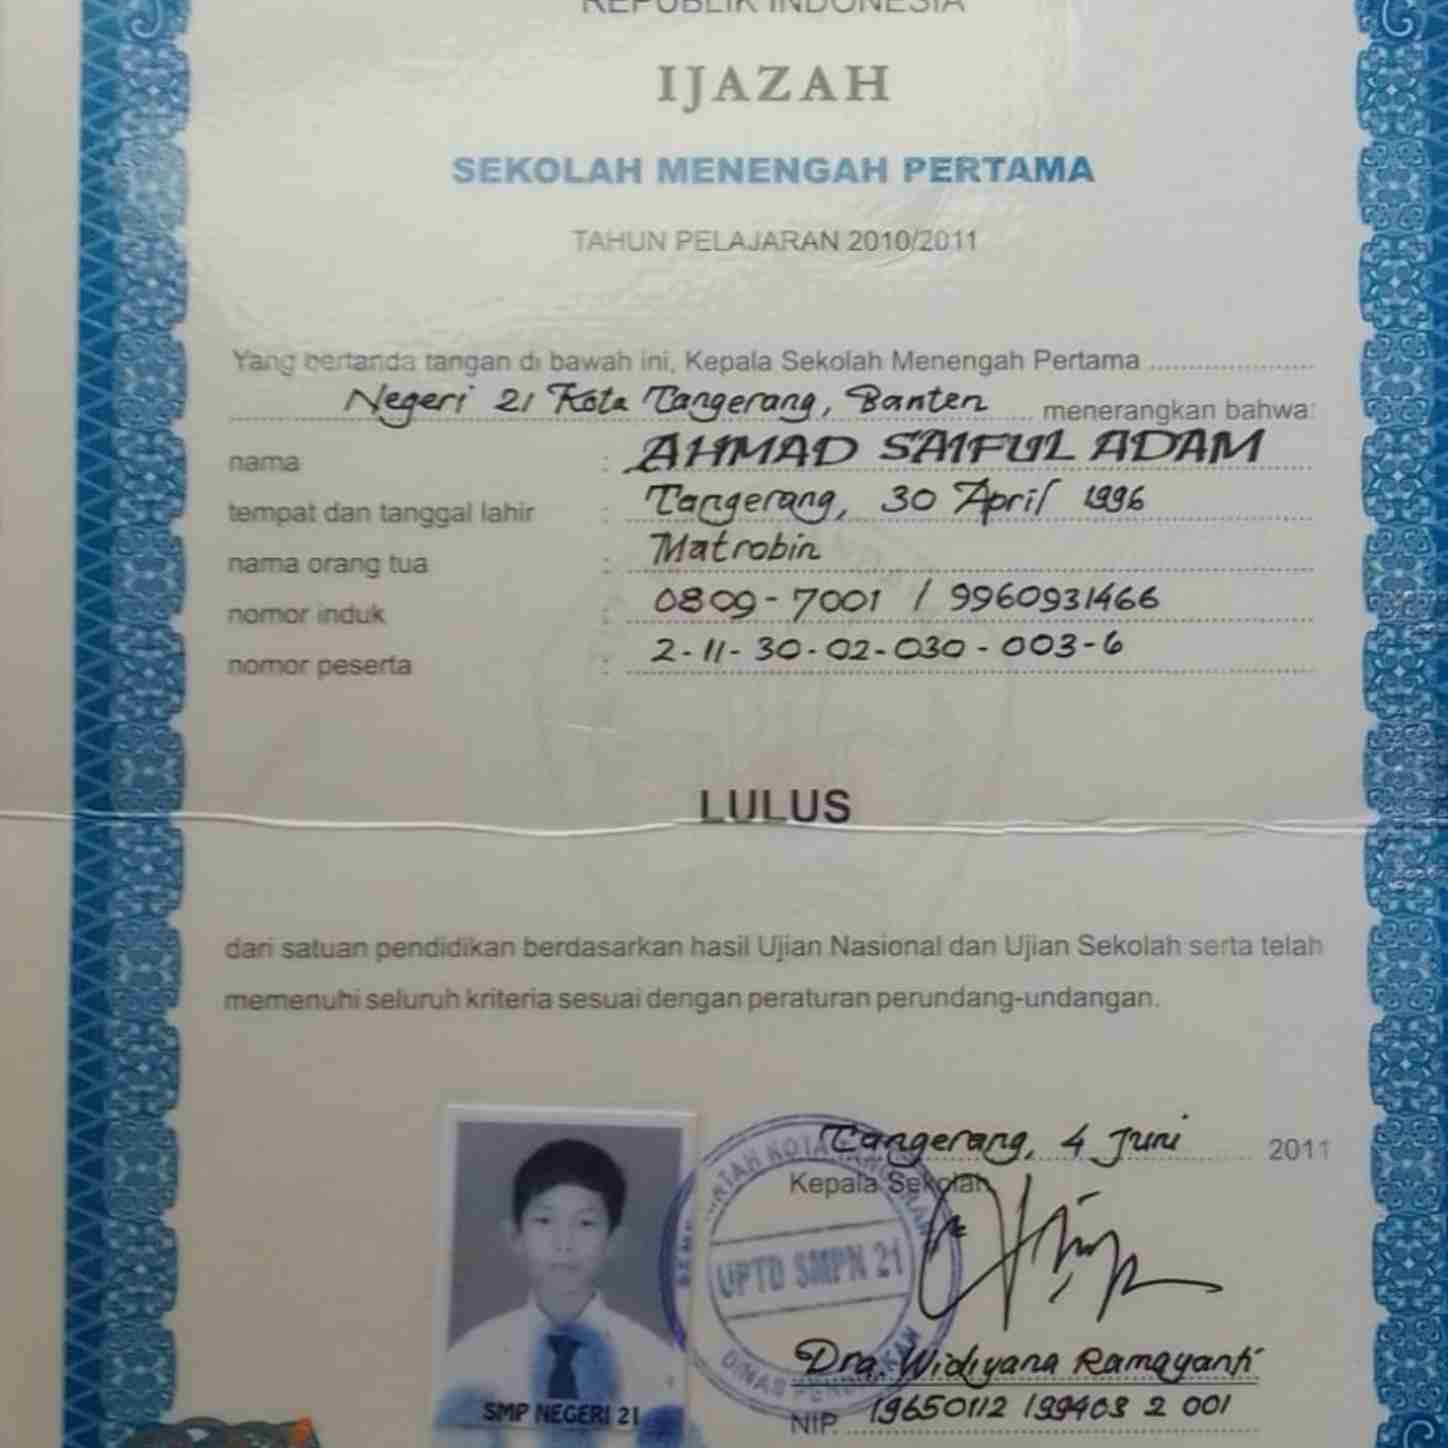 REPUBLIK INDONESIA
IJAZAH
SEKOLAH MENENGAH PERTAMA
TAHUN PELAJARAN 2010/2011
Yang bertanda tangan di bawah ini, Kepala Sekolah Menengah Pertama
Negeri 21 Kota Tangerang, Banten menerangkan bahwa:
nama : AHMAD SAIFUL ADAM
tempat dan tanggal lahir : Tangerang, 30 April 1996
nama orang tua : Matrobin
nomor induk : 0809-7001 / 9960931466
nomor peserta : 2-11-30-02-030-003-6
LULUS
dari satuan pendidikan berdasarkan hasil Ujian Nasional dan Ujian Sekolah serta telah
memenuhi seluruh kriteria sesuai dengan peraturan perundang-undangan.
Tangerang, 4 Juni 2011
Kepala Sekolah
UPTD SMPN 21
DINAS PENDIDIKAN
Dra. Widiyana Ramayanti
NIP. 19650112 199403 2 001
SMP NEGERI 21